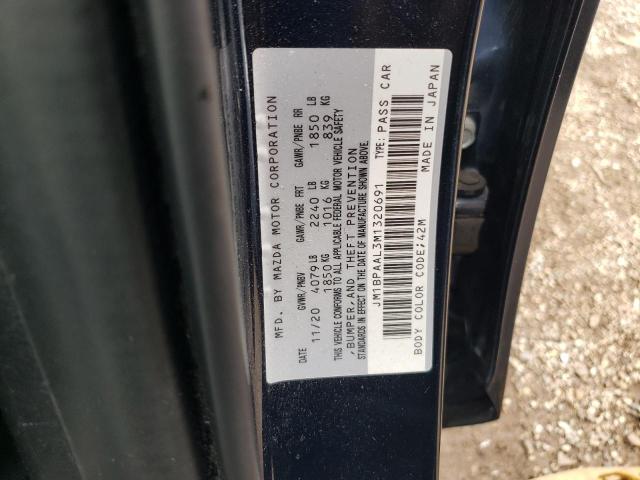 MFD. BY MAZDA MOTOR CORPORATION
DATE GVWR/PNBV GAWR/PNBE FRT GAWR/PNBE RR
11/20 4079 LB 2240 LB 1850 LB
1850 KG 1016 KG 839 KG
THIS VEHICLE CONFORMS TO ALL APPLICABLE FEDERAL MOTOR VEHICLE SAFETY
, BUMPER, AND THEFT PREVENTION
STANDARDS IN EFFECT ON THE DATE OF MANUFACTURE SHOWN ABOVE.
JM1BPAAL3M1320691 TYPE: PASS CAR
BODY COLOR CODE;42M MADE IN JAPAN